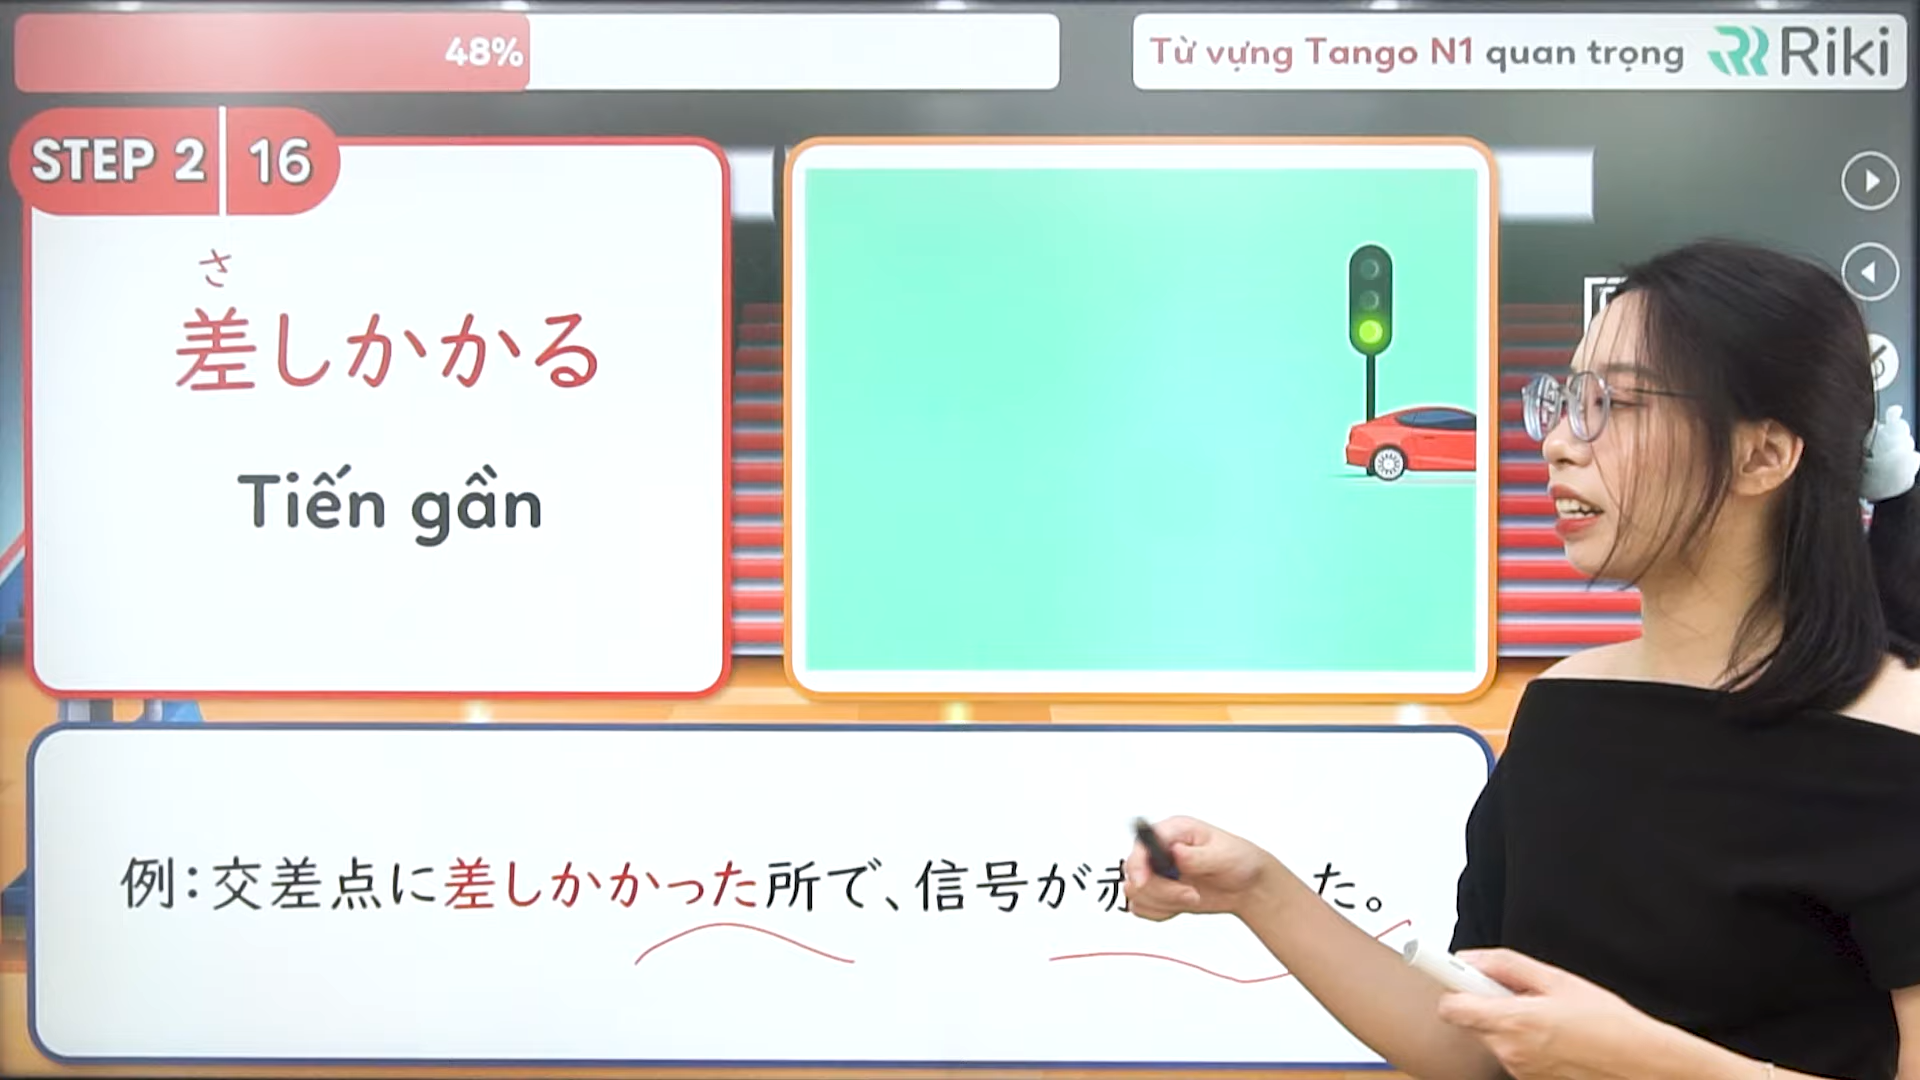 48%
Từ vựng Tango N1 quan trọng
Riki
STEP 2
16
さ
差しかかる
Tiến gần
例：交差点に差しかかった所で、信号が赤 た。